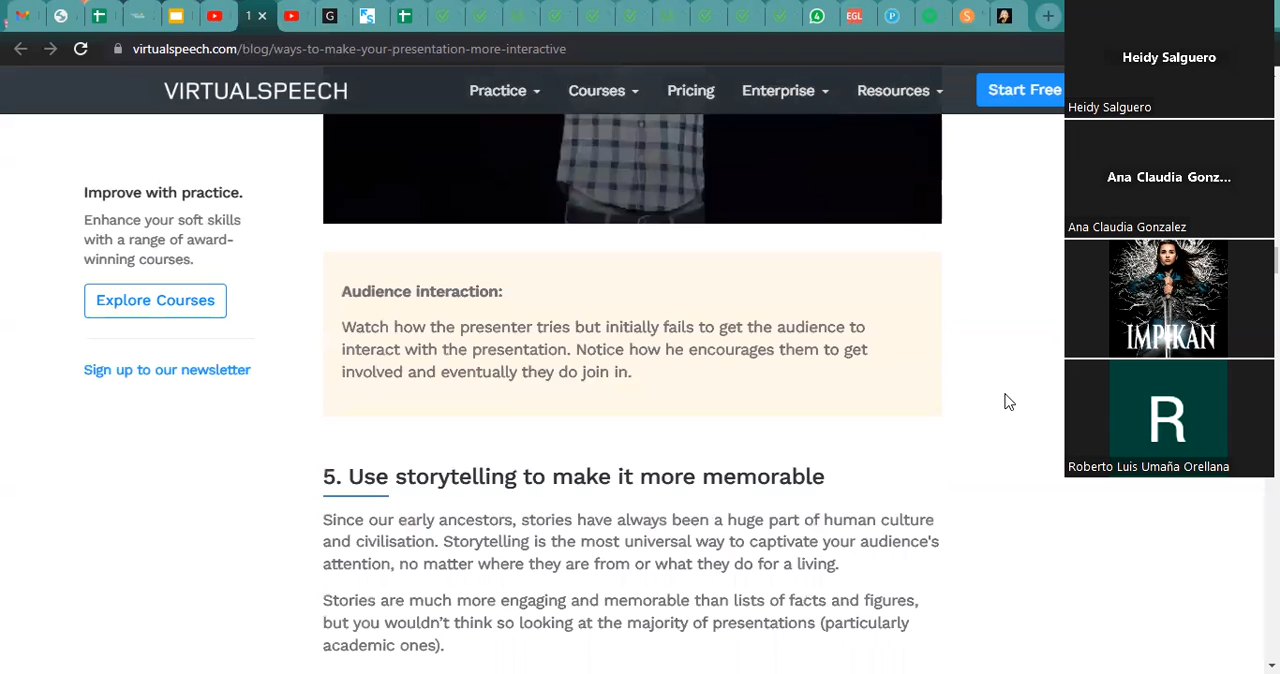 1
G
4
EGL
P
S
virtualspeech.com/blog/ways-to-make-your-presentation-more-interactive
VIRTUALSPEECH
Practice
Courses
Pricing
Enterprise
Resources
Start Free
Improve with practice.
Enhance your soft skills
with a range of award-
winning courses.
Explore Courses
Sign up to our newsletter
Audience interaction:
Watch how the presenter tries but initially fails to get the audience to
interact with the presentation. Notice how he encourages them to get
involved and eventually they do join in.
5. Use storytelling to make it more memorable
Since our early ancestors, stories have always been a huge part of human culture
and civilisation. Storytelling is the most universal way to captivate your audience's
attention, no matter where they are from or what they do for a living.
Stories are much more engaging and memorable than lists of facts and figures,
but you wouldn't think so looking at the majority of presentations (particularly
academic ones).
Heidy Salguero
Heidy Salguero
Ana Claudia Gonz...
Ana Claudia Gonzalez
IMPIKAN
R
Roberto Luis Umaña Orellana